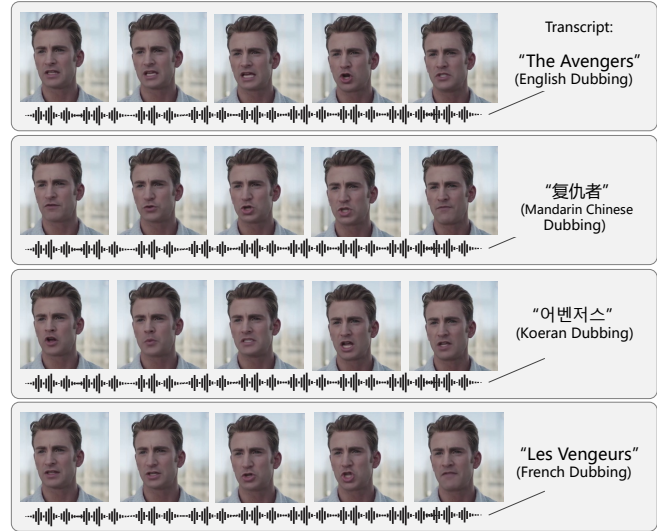 Transcript:
“The Avengers”
(English Dubbing)
“复仇者”
(Mandarin Chinese
Dubbing)
“어벤저스”
(Koeran Dubbing)
“Les Vengeurs”
(French Dubbing)